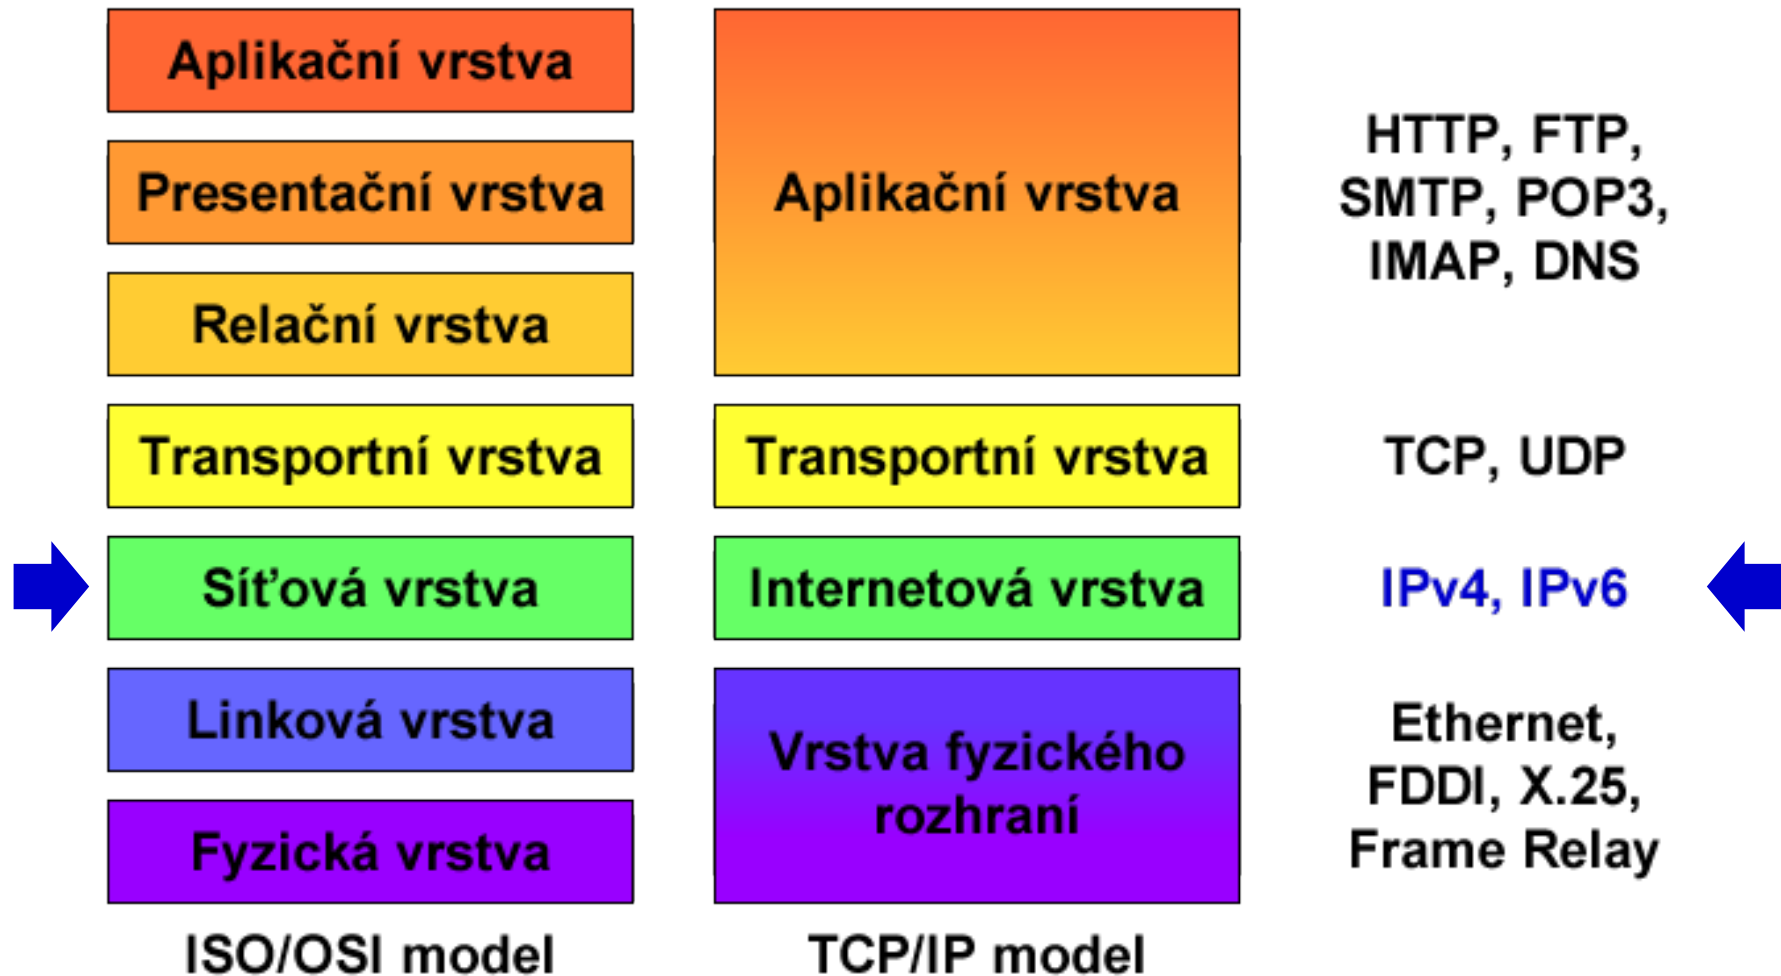 Aplikační vrstva
Presentační vrstva
Relační vrstva
Transportní vrstva
Síťová vrstva
Linková vrstva
Fyzická vrstva
ISO/OSI model
Aplikační vrstva
Transportní vrstva
Internetová vrstva
Vrstva fyzického
rozhraní
TCP/IP model
HTTP, FTP,
SMTP, POP3,
IMAP, DNS
TCP, UDP
IPv4, IPv6
Ethernet,
FDDI, X.25,
Frame Relay